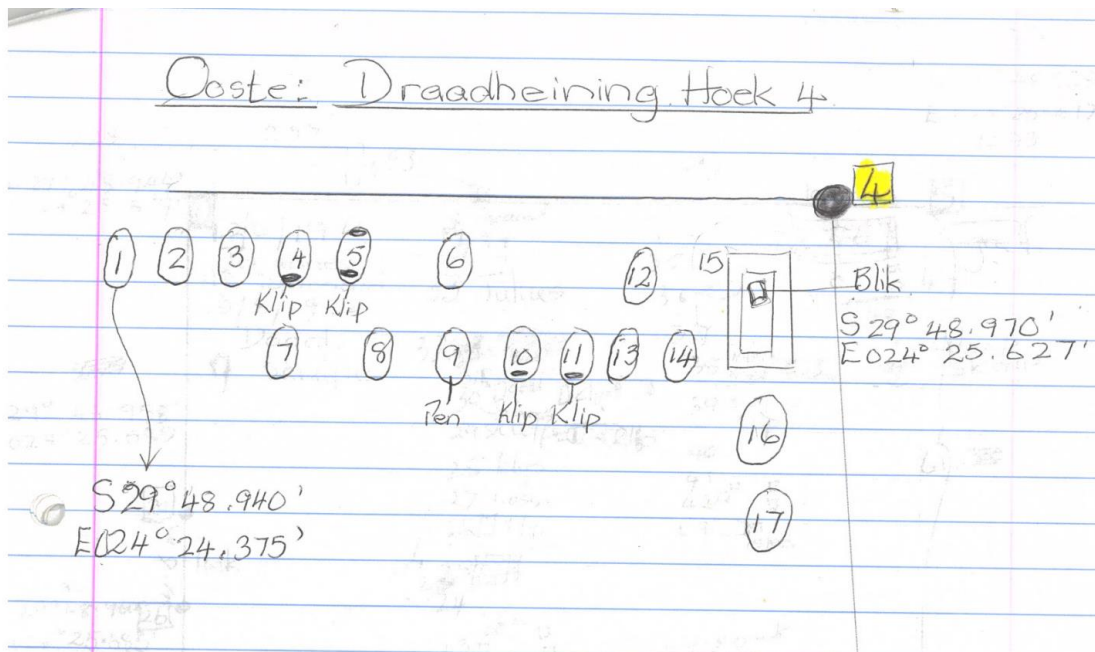 Ooste: Draadheining Hoek 4
4
1 2 3 4 5 6 12 15
Klip Klip
Blik
S29° 48.970'
E024° 25.627'
7 8 9 10 11 13 14
Pen Klip Klip
16
17
S29° 48.940'
E024° 24.375'